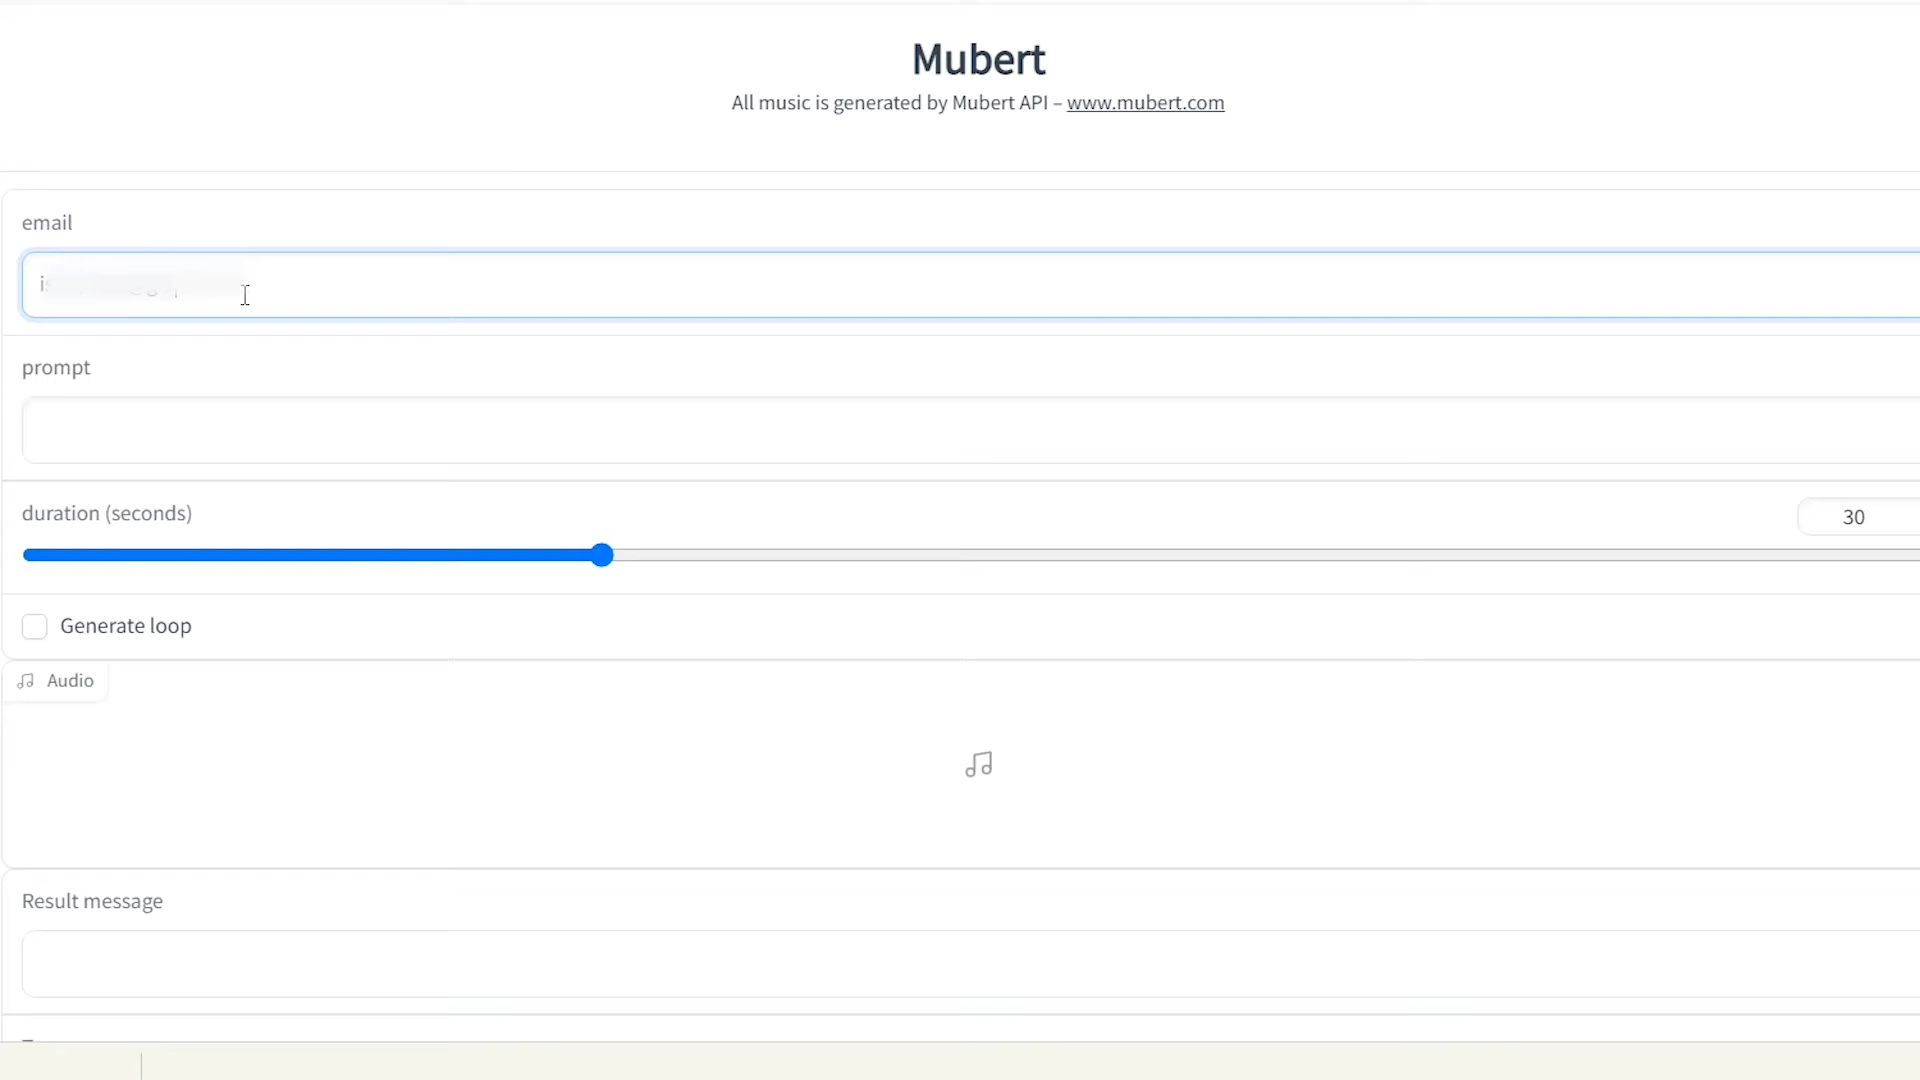 Mubert
All music is generated by Mubert API – www.mubert.com
email
prompt
duration (seconds)
30
Generate loop
Audio
Result message